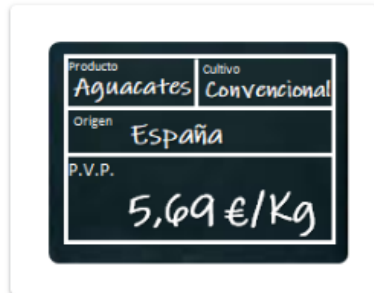 Producto
Aguacates
Cultivo
Convencional
Origen
España
P.V.P.
5,69 €/Kg